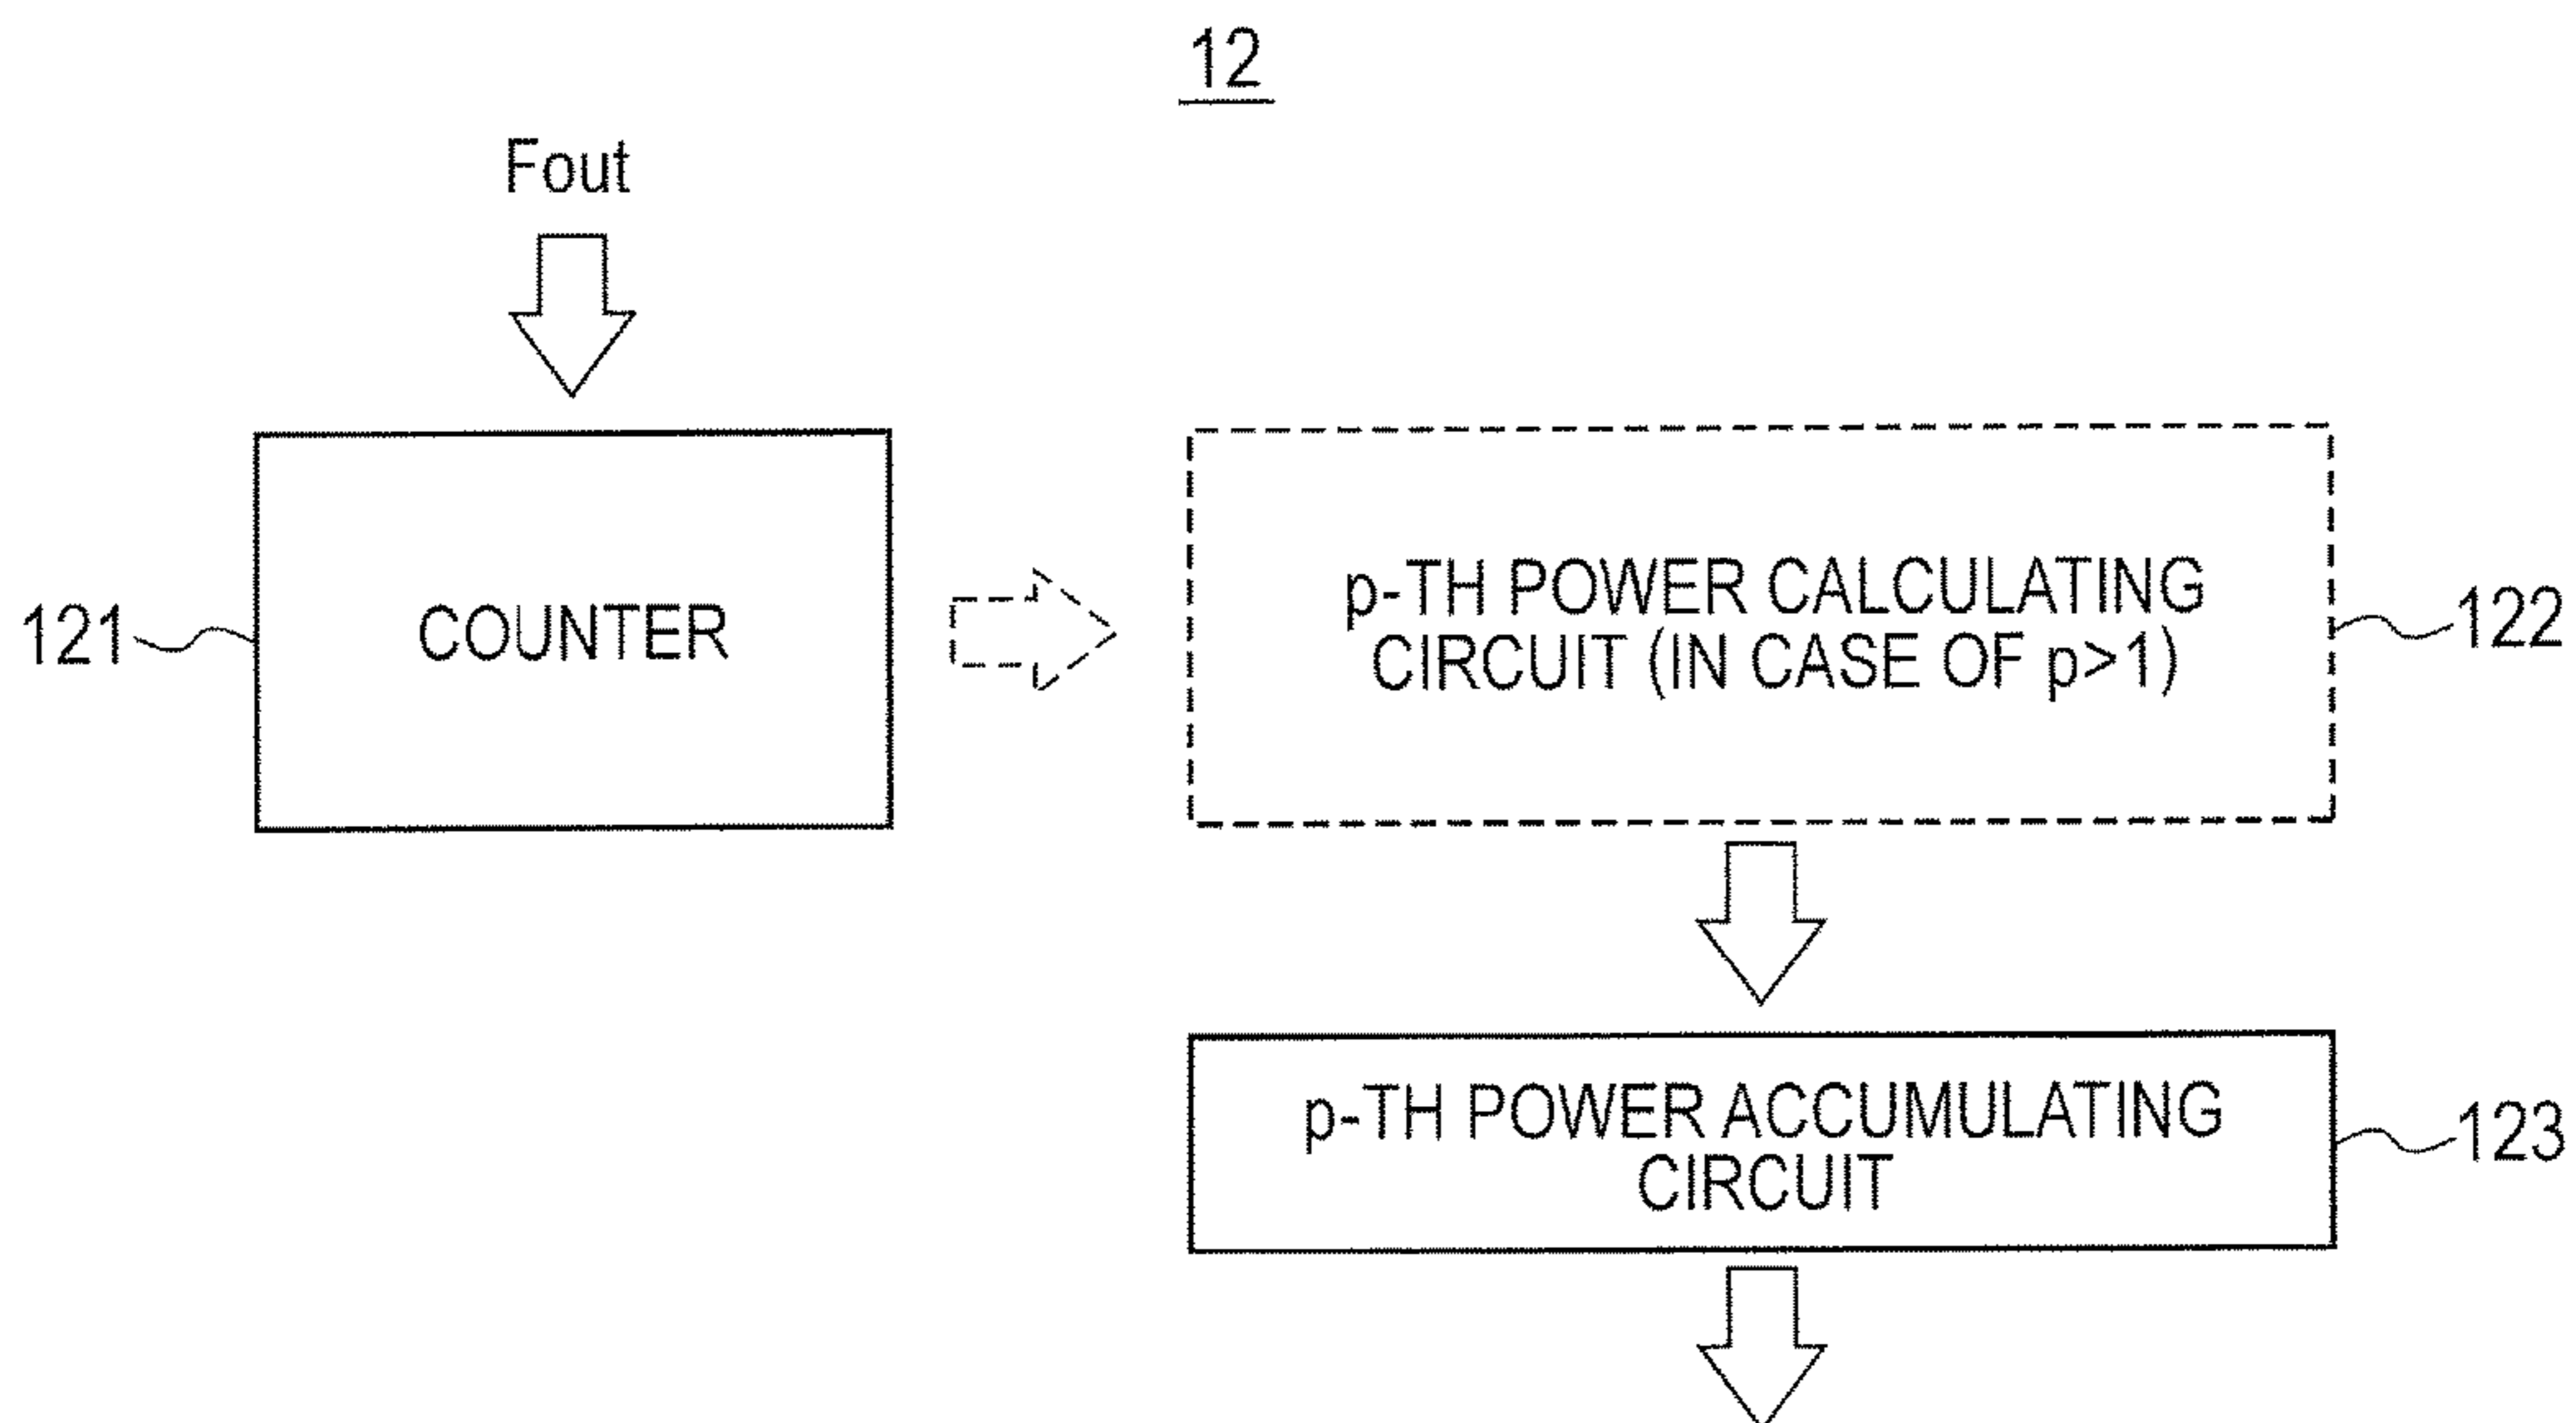 12
Fout
121
COUNTER
p-TH POWER CALCULATING
CIRCUIT (IN CASE OF p>1)
122
p-TH POWER ACCUMULATING
CIRCUIT
123